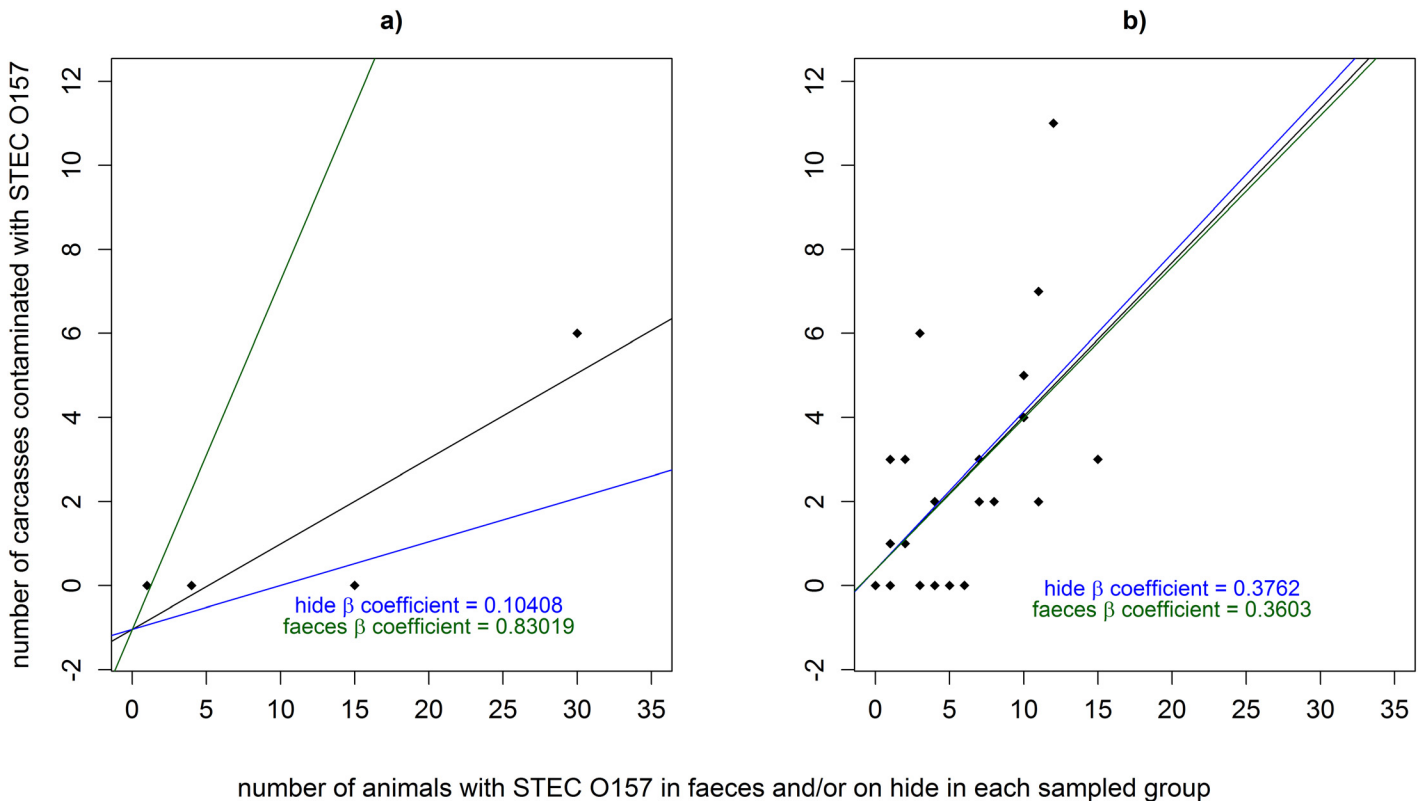 a)
number of carcasses contaminated with STEC O157
12
10
8
6
4
2
0
-2
hide β coefficient = 0.10408
faeces β coefficient = 0.83019
0 5 10 15 20 25 30 35
b)
12
10
8
6
4
2
0
-2
hide β coefficient = 0.3762
faeces β coefficient = 0.3603
0 5 10 15 20 25 30 35
number of animals with STEC O157 in faeces and/or on hide in each sampled group